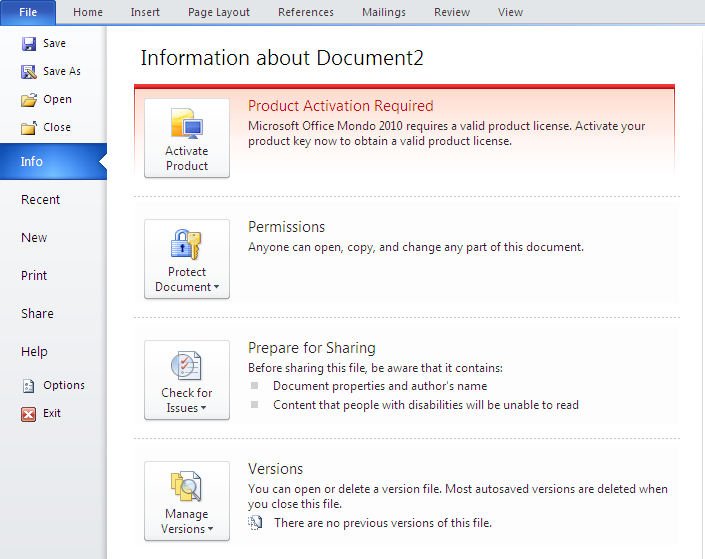 File Home Insert Page Layout References Mailings Review View
Save
Save As
Open
Close
Info
Recent
New
Print
Share
Help
Options
Exit
Information about Document2
Activate
Product
Product Activation Required
Microsoft Office Mondo 2010 requires a valid product license. Activate your
product key now to obtain a valid product license.
Protect
Document
Permissions
Anyone can open, copy, and change any part of this document.
Check for
Issues
Prepare for Sharing
Before sharing this file, be aware that it contains:
Document properties and author's name
Content that people with disabilities will be unable to read
Manage
Versions
Versions
You can open or delete a version file. Most autosaved versions are deleted when
you close this file.
There are no previous versions of this file.